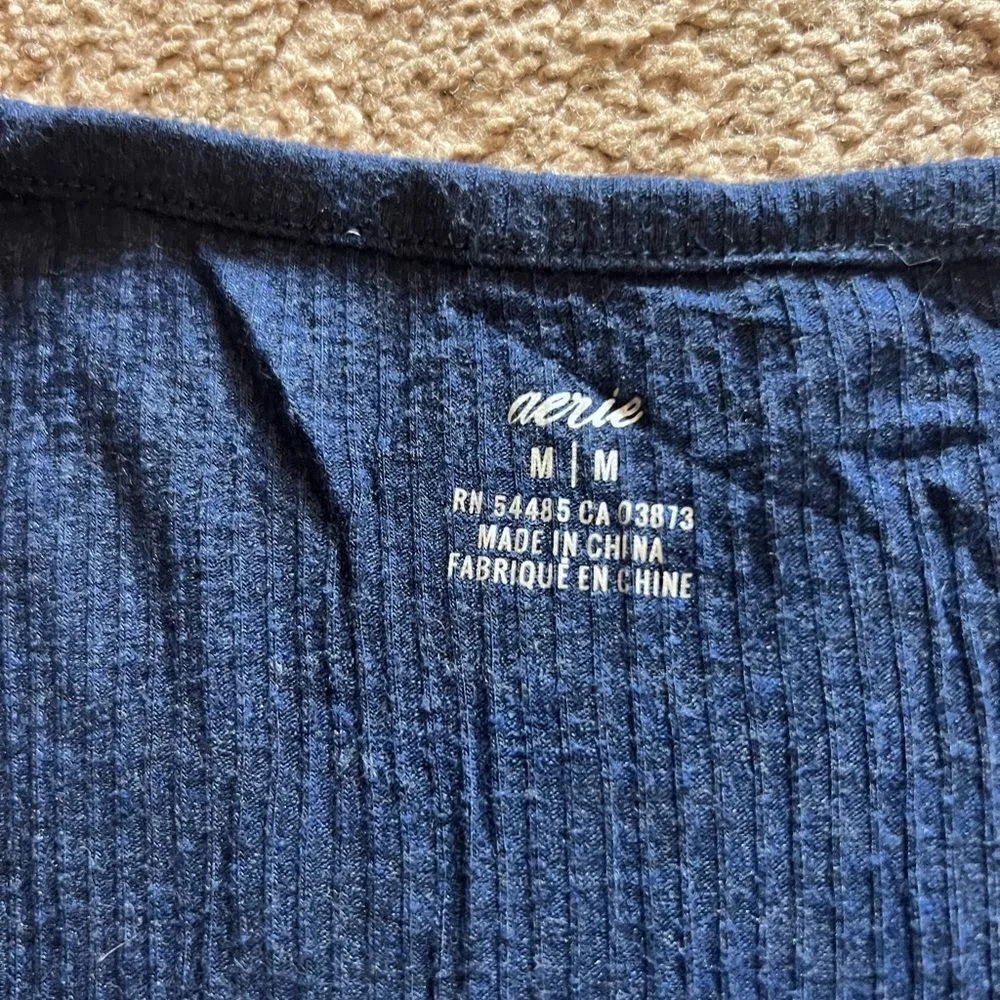 aerie
M | M
RN 54485 CA 03873
MADE IN CHINA
FABRIQUÉ EN CHINE